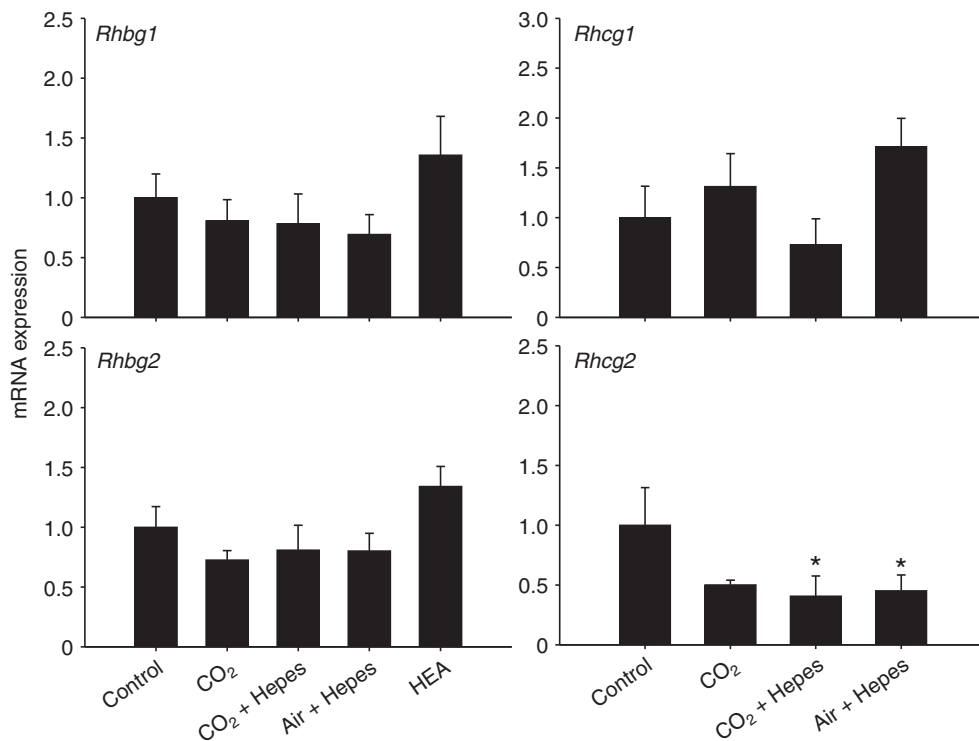 mRNA expression
Rhbg1
2.5
2.0
1.5
1.0
0.5
0
Rhcg1
3.0
2.5
2.0
1.5
1.0
0.5
0
Rhbg2
2.5
2.0
1.5
1.0
0.5
0
Control
CO₂
CO₂ + Hepes
Air + Hepes
HEA
Rhcg2
2.5
2.0
1.5
1.0
0.5
0
* *
Control
CO₂
CO₂ + Hepes
Air + Hepes